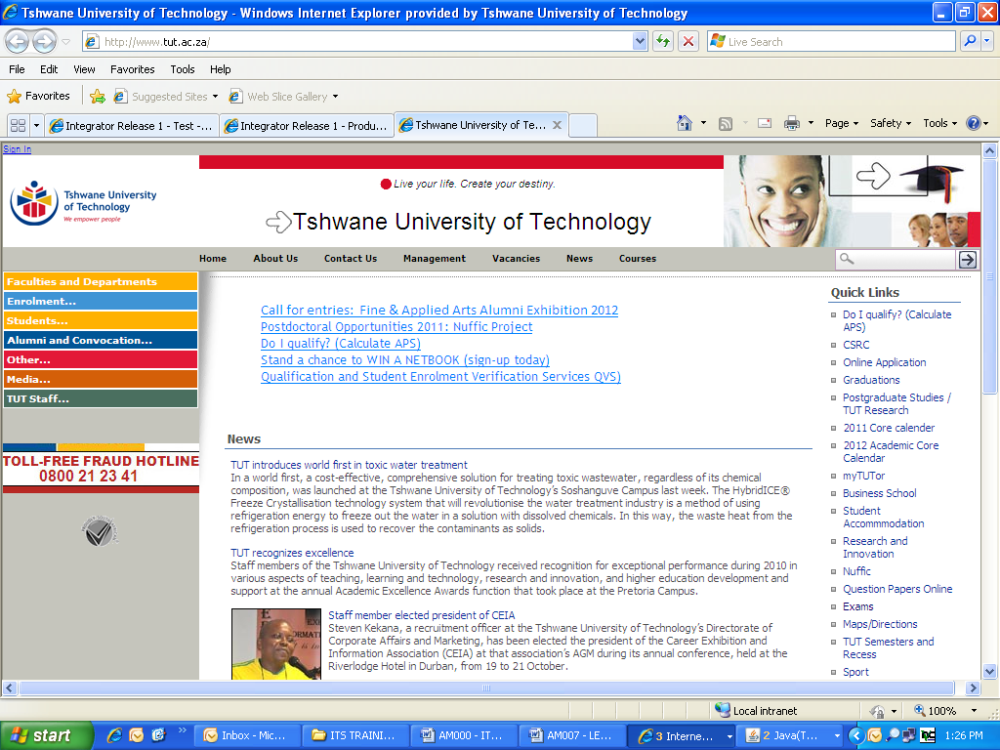 Tshwane University of Technology - Windows Internet Explorer provided by Tshwane University of Technology
http://www.tut.ac.za/
Live Search
File Edit View Favorites Tools Help
Favorites Suggested Sites Web Slice Gallery
Integrator Release 1 - Test -... Integrator Release 1 - Produ... Tshwane University of Te... Page Safety Tools
Sign In
Tshwane University
of Technology
We empower people
Live your life. Create your destiny.
Tshwane University of Technology
Home About Us Contact Us Management Vacancies News Courses
Faculties and Departments
Enrolment...
Students...
Alumni and Convocation...
Other...
Media...
TUT Staff...
TOLL-FREE FRAUD HOTLINE
0800 21 23 41
Call for entries: Fine & Applied Arts Alumni Exhibition 2012
Postdoctoral Opportunities 2011: Nuffic Project
Do I qualify? (Calculate APS)
Stand a chance to WIN A NETBOOK (sign-up today)
Qualification and Student Enrolment Verification Services QVS)
News
TUT introduces world first in toxic water treatment
In a world first, a cost-effective, comprehensive solution for treating toxic wastewater, regardless of its chemical
composition, was launched at the Tshwane University of Technology's Soshanguve Campus last week. The HybridICE®
Freeze Crystallisation technology system that will revolutionise the water treatment industry is a method of using
refrigeration energy to freeze out the water in a solution with dissolved chemicals. In this way, the waste heat from the
refrigeration process is used to recover the contaminants as solids.
TUT recognizes excellence
Staff members of the Tshwane University of Technology received recognition for exceptional performance during 2010 in
various aspects of teaching, learning and technology, research and innovation, and higher education development and
support at the annual Academic Excellence Awards function that took place at the Pretoria Campus.
Staff member elected president of CEIA
Steven Kekana, a recruitment officer at the Tshwane University of Technology's Directorate of
Corporate Affairs and Marketing, has been elected the president of the Career Exhibition and
Information Association (CEIA) at that association's AGM during its annual conference, held at the
Riverlodge Hotel in Durban, from 19 to 21 October.
Quick Links
Do I qualify? (Calculate
APS)
CSRC
Online Application
Graduations
Postgraduate Studies /
TUT Research
2011 Core calender
2012 Academic Core
Calendar
myTUTor
Business School
Student
Accommmodation
Research and
Innovation
Nuffic
Question Papers Online
Exams
Maps/Directions
TUT Semesters and
Recess
Sport
Local intranet 100%
start Inbox - Mic... ITS TRAINI... AM000 - IT... AM007 - LE... 3 Interne... 2 Java(T... 1:26 PM